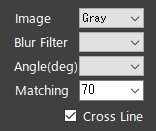 Image Gray
Blur Filter
Angle(deg)
Matching 70
Cross Line